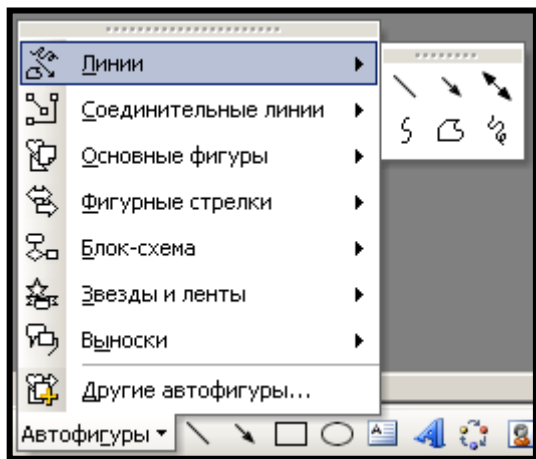 Линии
Соединительные линии
Основные фигуры
Фигурные стрелки
Блок-схема
Звезды и ленты
Выноски
Другие автофигуры...
Автофигуры